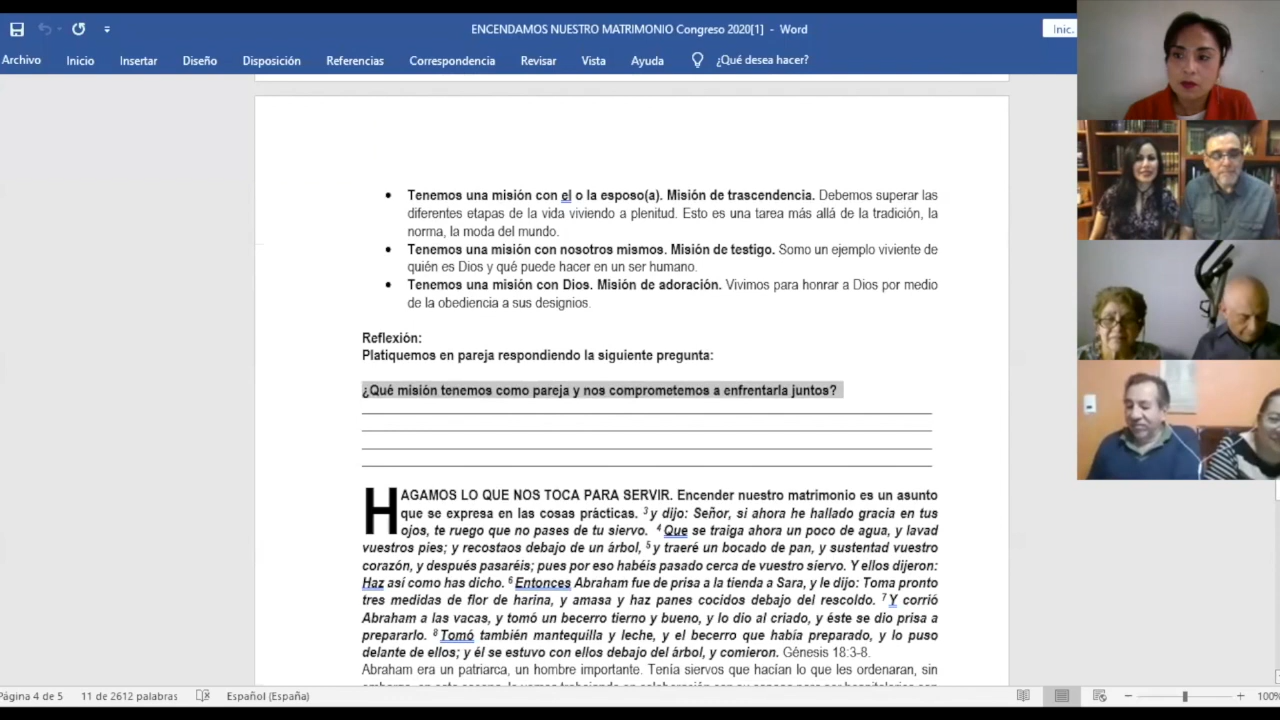 ENCENDAMOS NUESTRO MATRIMONIO Congreso 2020[1] - Word
Inic.
Archivo Inicio Insertar Diseño Disposición Referencias Correspondencia Revisar Vista Ayuda ¿Qué desea hacer?
• Tenemos una misión con el o la esposo(a). Misión de trascendencia. Debemos superar las
diferentes etapas de la vida viviendo a plenitud. Esto es una tarea más allá de la tradición, la
norma, la moda del mundo.
• Tenemos una misión con nosotros mismos. Misión de testigo. Somo un ejemplo viviente de
quién es Dios y qué puede hacer en un ser humano.
• Tenemos una misión con Dios. Misión de adoración. Vivimos para honrar a Dios por medio
de la obediencia a sus designios.
Reflexión:
Platiquemos en pareja respondiendo la siguiente pregunta:
¿Qué misión tenemos como pareja y nos comprometemos a enfrentarla juntos?
HAGAMOS LO QUE NOS TOCA PARA SERVIR. Encender nuestro matrimonio es un asunto
que se expresa en las cosas prácticas. 3 y dijo: Señor, si ahora he hallado gracia en tus
ojos, te ruego que no pases de tu siervo. 4 Que se traiga ahora un poco de agua, y lavad
vuestros pies; y recostaos debajo de un árbol, 5 y traeré un bocado de pan, y sustentad vuestro
corazón, y después pasaréis; pues por eso habéis pasado cerca de vuestro siervo. Y ellos dijeron:
Haz así como has dicho. 6 Entonces Abraham fue de prisa a la tienda a Sara, y le dijo: Toma pronto
tres medidas de flor de harina, y amasa y haz panes cocidos debajo del rescoldo. 7 Y corrió
Abraham a las vacas, y tomó un becerro tierno y bueno, y lo dio al criado, y éste se dio prisa a
prepararlo. 8 Tomó también mantequilla y leche, y el becerro que había preparado, y lo puso
delante de ellos; y él se estuvo con ellos debajo del árbol, y comieron. Génesis 18:3-8.
Abraham era un patriarca, un hombre importante. Tenía siervos que hacían lo que les ordenaran, sin
Página 4 de 5 11 de 2612 palabras Español (España) 100%